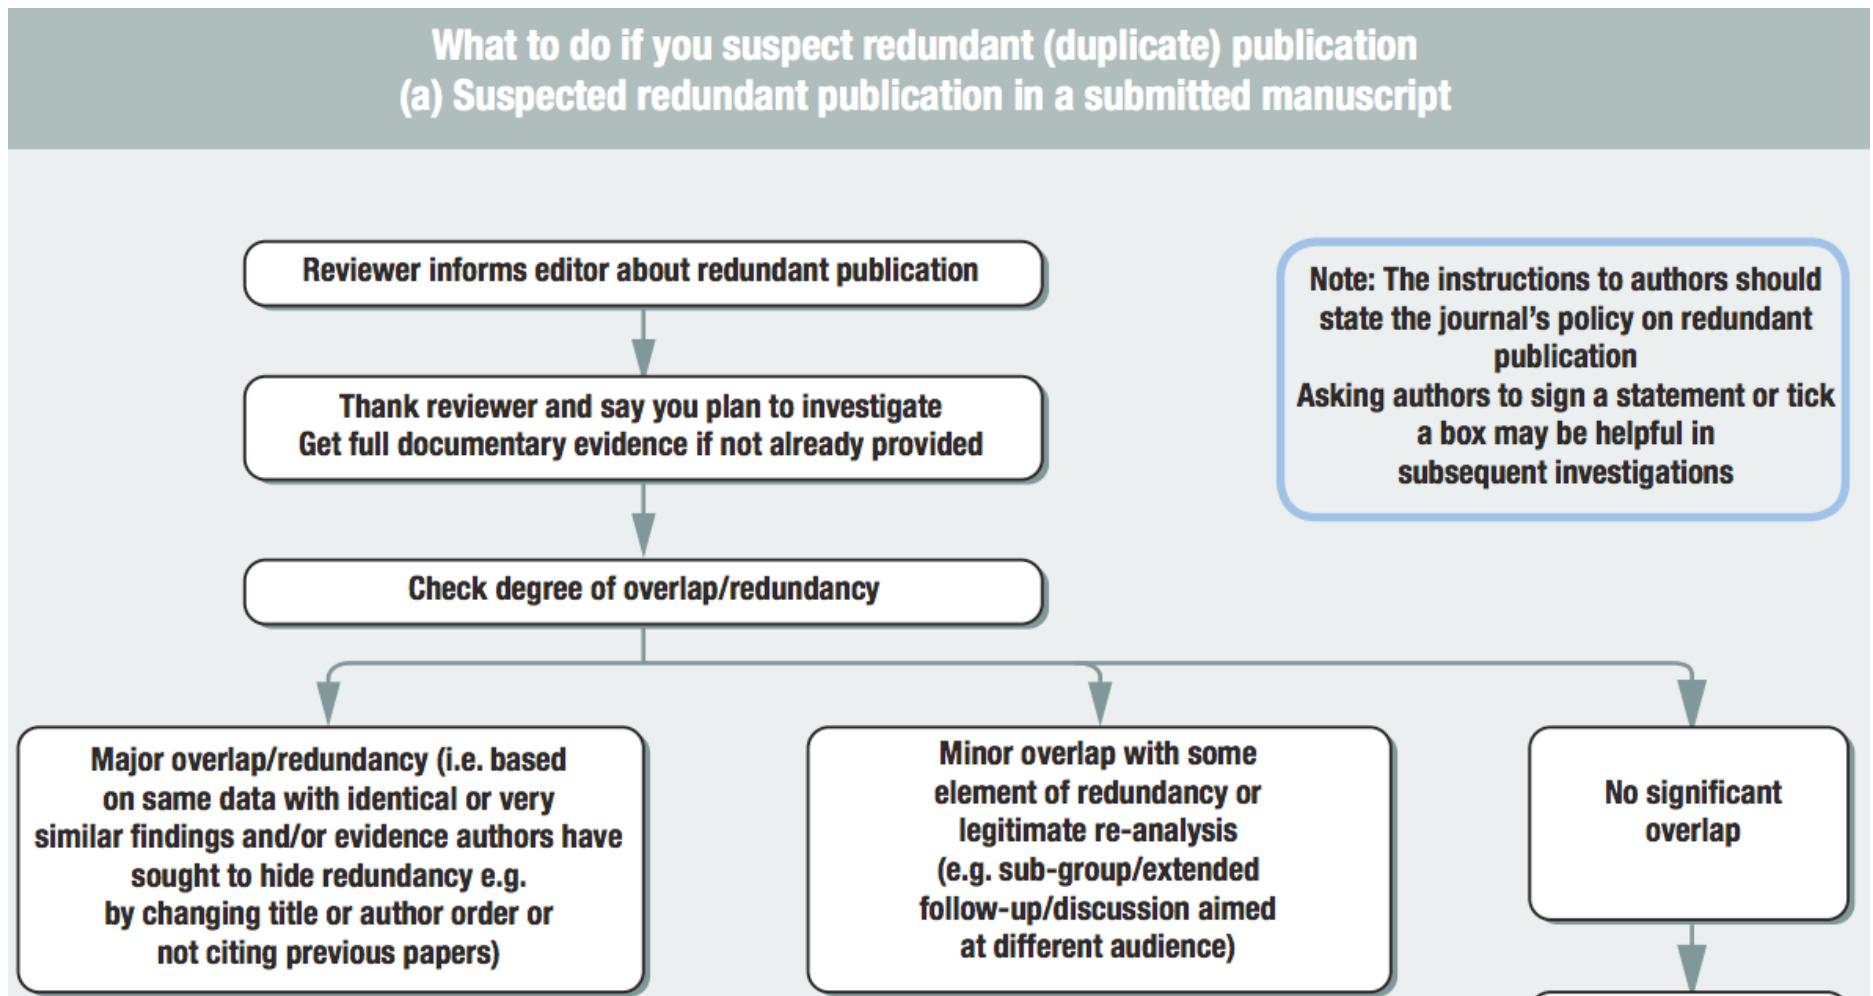 What to do if you suspect redundant (duplicate) publication
(a) Suspected redundant publication in a submitted manuscript
Reviewer informs editor about redundant publication
Thank reviewer and say you plan to investigate
Get full documentary evidence if not already provided
Check degree of overlap/redundancy
Note: The instructions to authors should
state the journal’s policy on redundant
publication
Asking authors to sign a statement or tick
a box may be helpful in
subsequent investigations
Major overlap/redundancy (i.e. based
on same data with identical or very
similar findings and/or evidence authors have
sought to hide redundancy e.g.
by changing title or author order or
not citing previous papers)
Minor overlap with some
element of redundancy or
legitimate re-analysis
(e.g. sub-group/extended
follow-up/discussion aimed
at different audience)
No significant
overlap